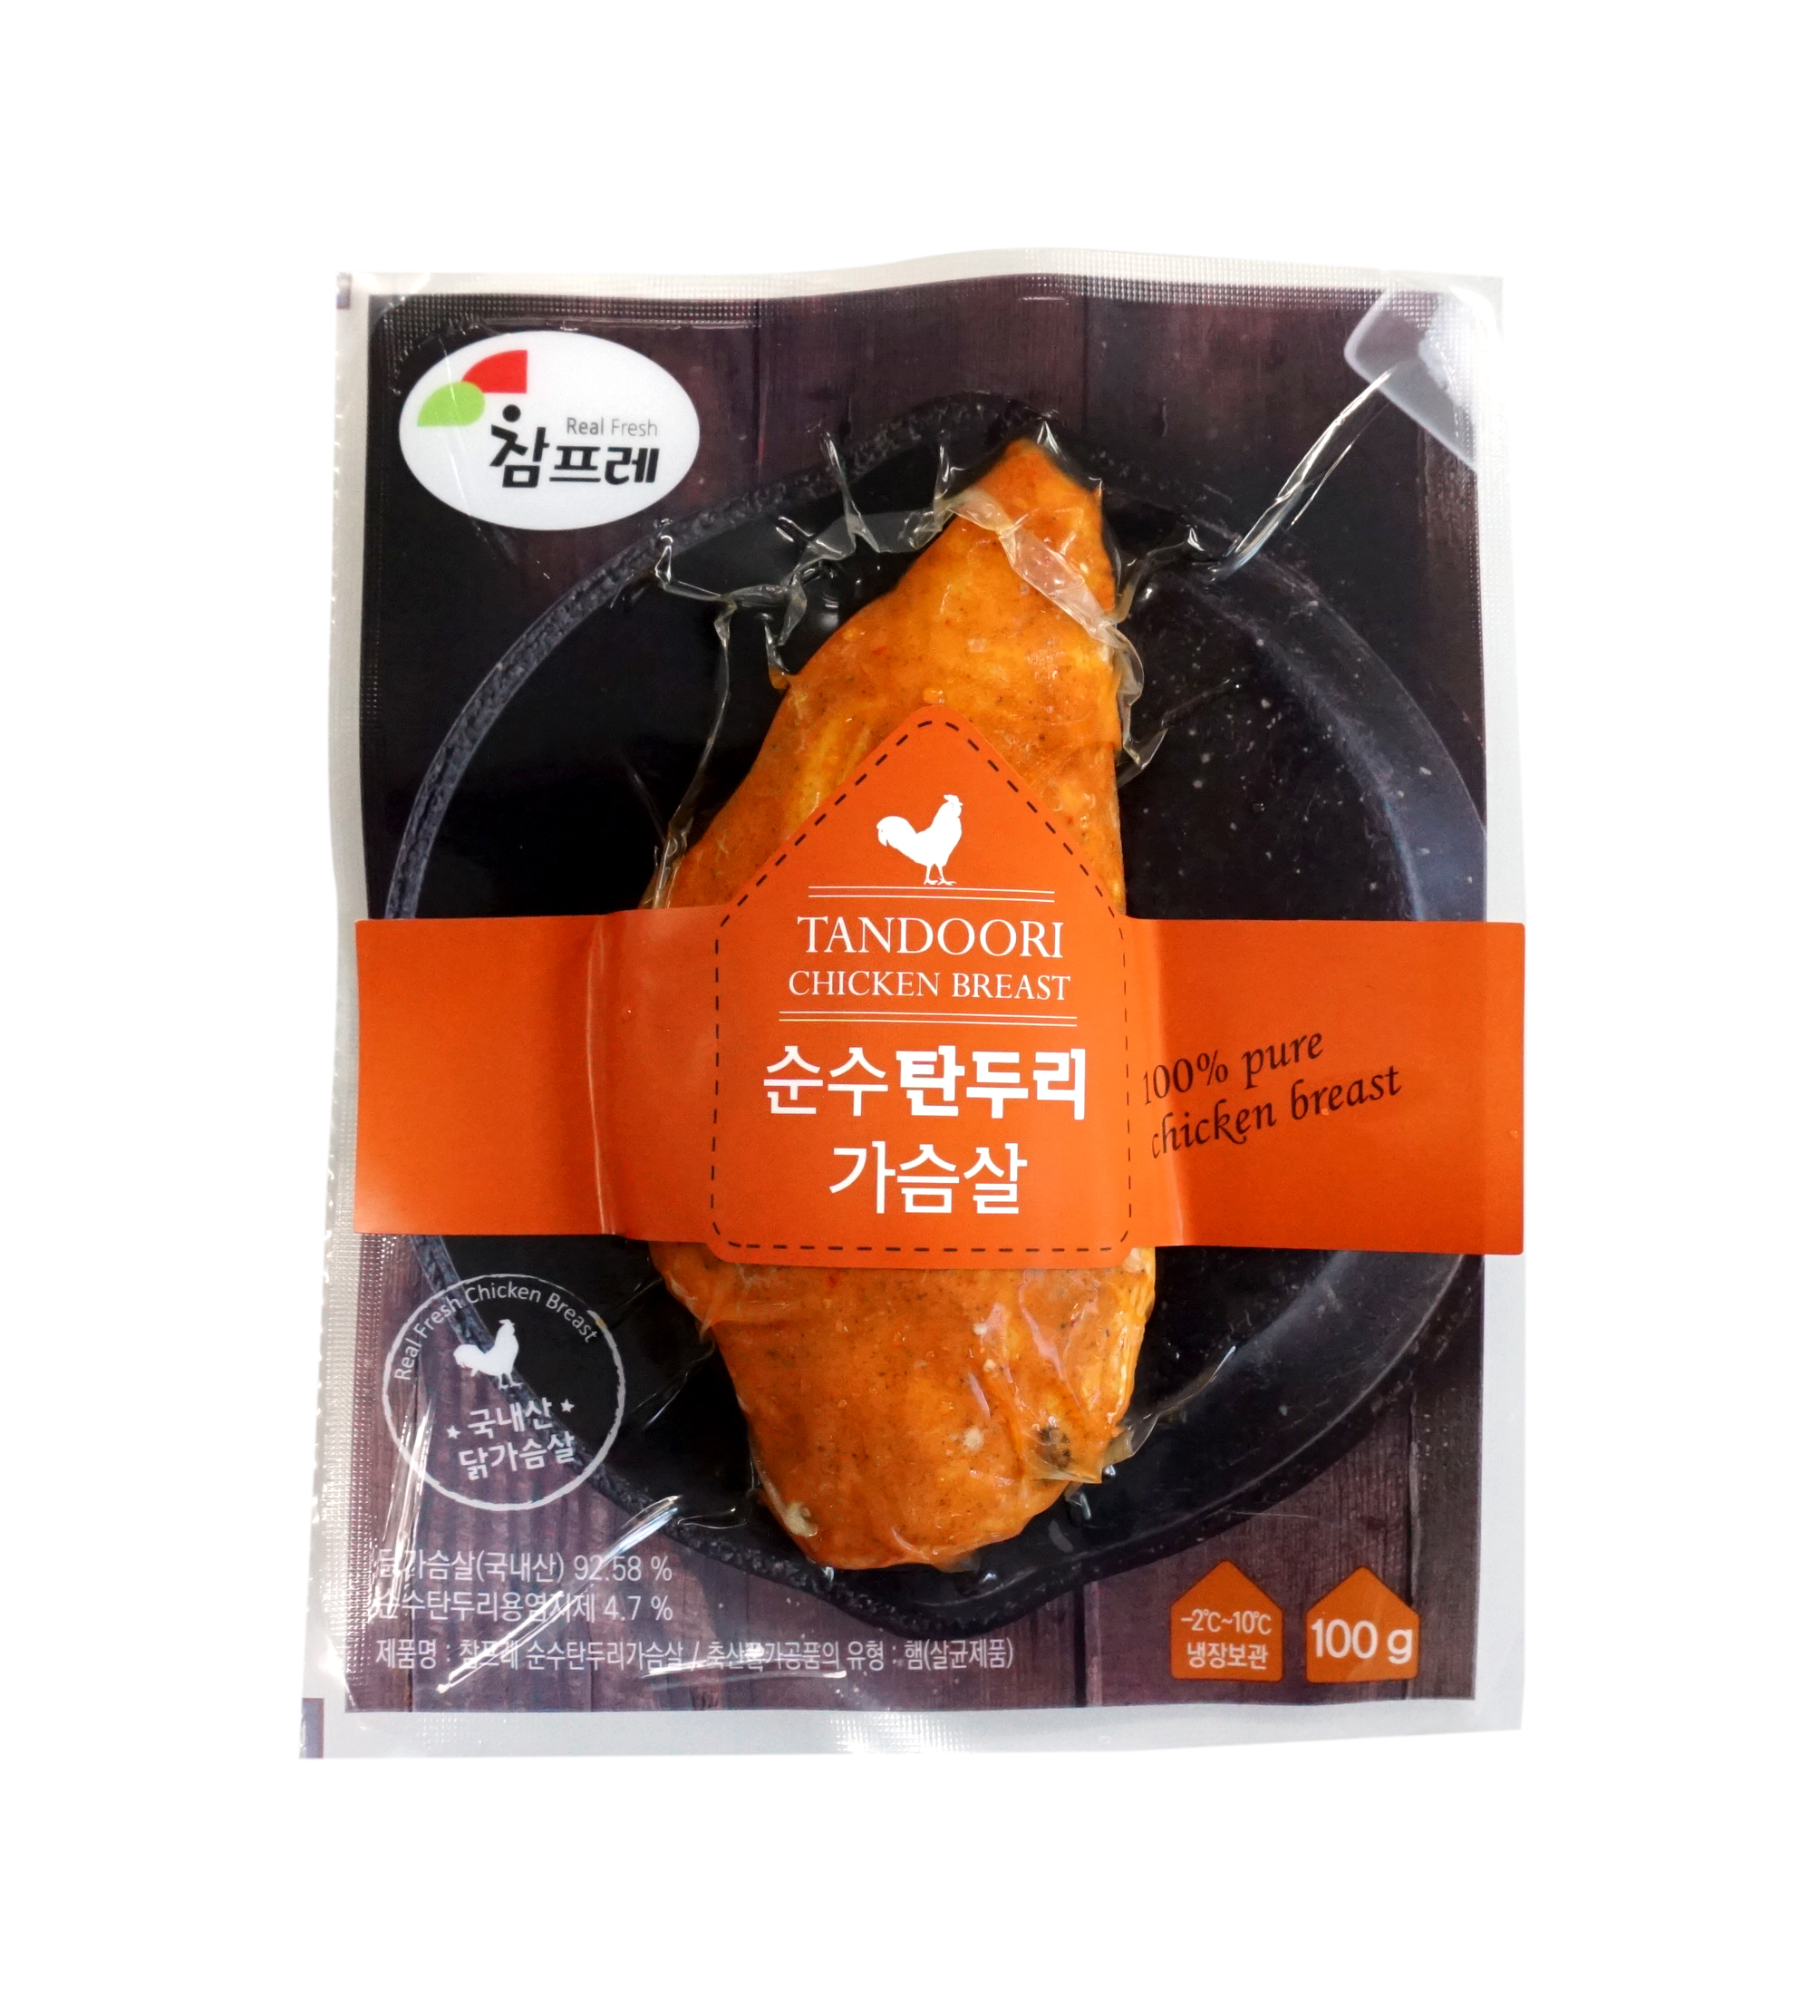 Real Fresh
참프레
TANDOORI
CHICKEN BREAST
순수탄두리
가슴살
100% pure
chicken breast
Real Fresh Chicken Breast
국내산
닭가슴살
닭가슴살(국내산) 92.58 %
순수탄두리용염지제 4.7 %
제품명 : 참프레 순수탄두리가슴살 / 축산물가공품의 유형 : 햄(살균제품)
-2℃~10℃
냉장보관
100 g